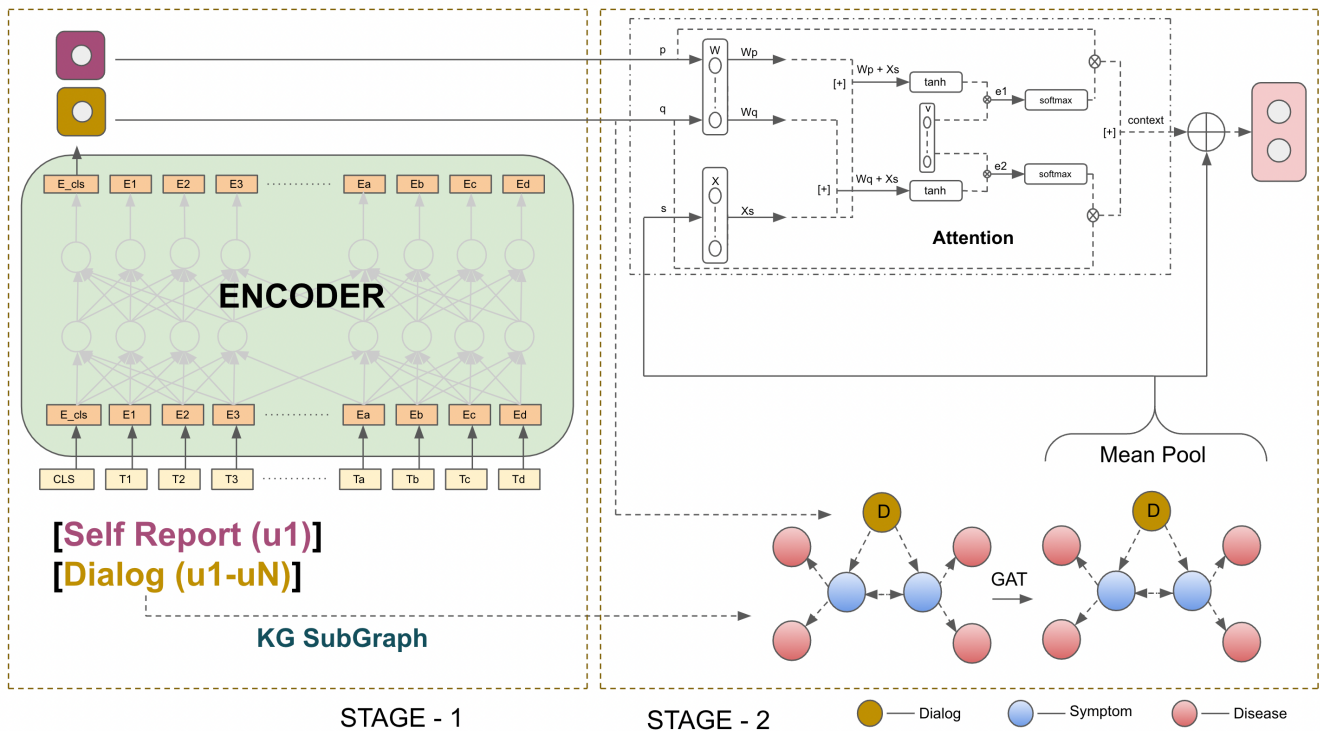 p W Wp
Wp + Xs tanh
[+]
e1 softmax
q Wq
v
context
[+]
E_cls E1 E2 E3 Ea Eb Ec Ed
e2 softmax
[+] Wq + Xs tanh
X
s Xs
Attention
ENCODER
E_cls E1 E2 E3 Ea Eb Ec Ed
CLS T1 T2 T3 Ta Tb Tc Td
Mean Pool
[Self Report (u1)]
[Dialog (u1-uN)]
KG SubGraph
D
D
GAT
STAGE - 1
STAGE - 2
Dialog
Symptom
Disease